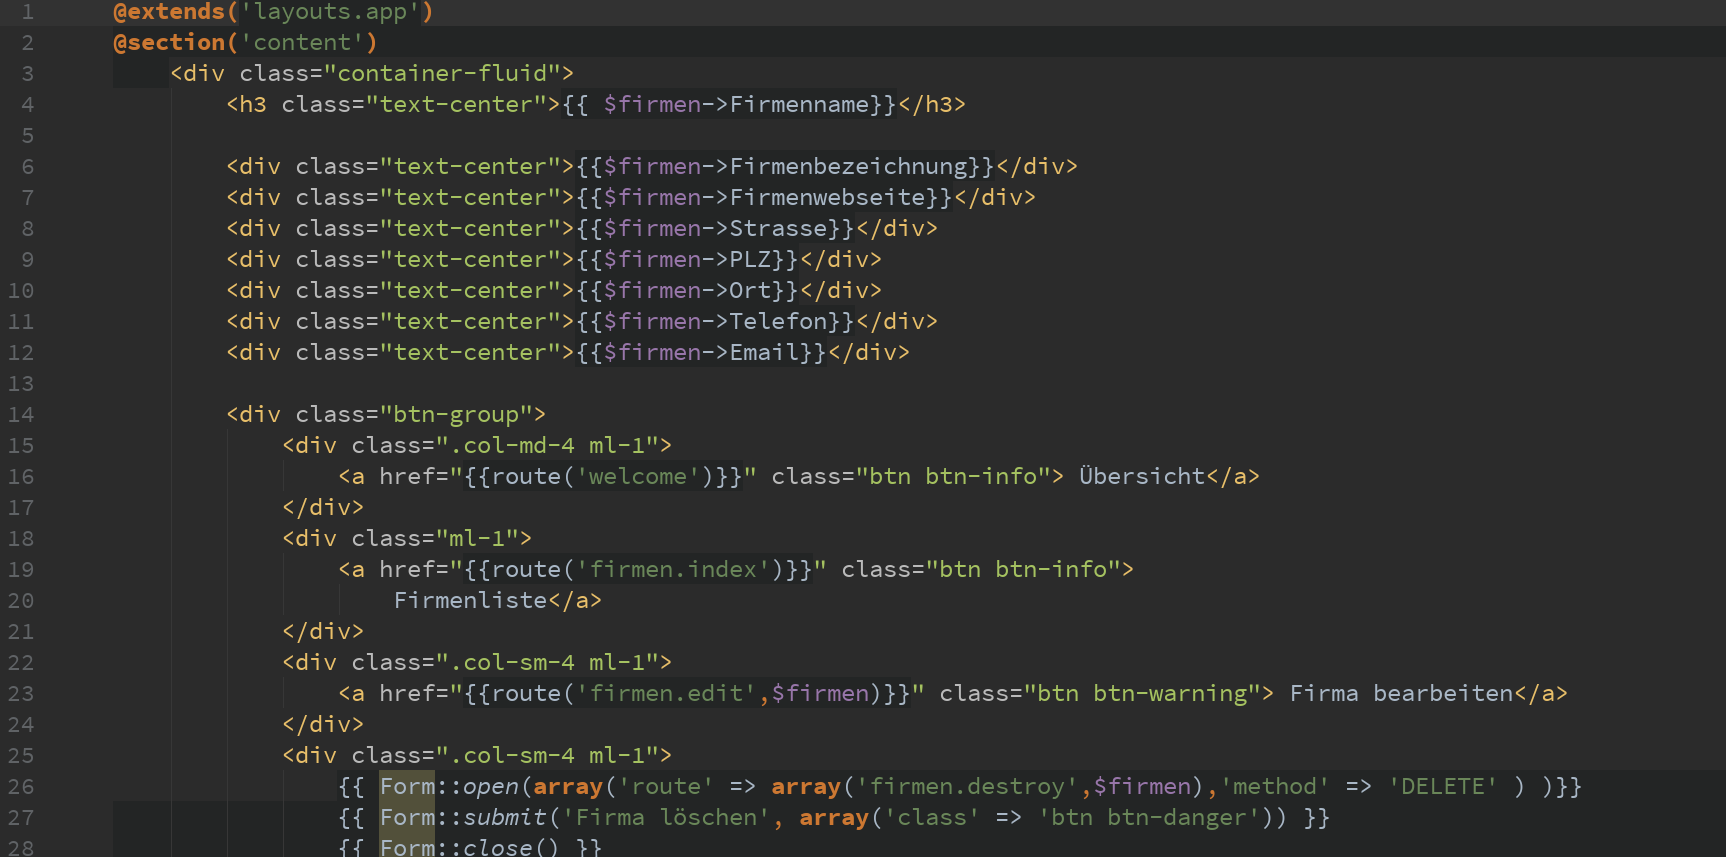 1 @extends('layouts.app')
2 @section('content')
3 <div class="container-fluid">
4 <h3 class="text-center">{{ $firmen->Firmenname}}</h3>
5
6 <div class="text-center">{{$firmen->Firmenbezeichnung}}</div>
7 <div class="text-center">{{$firmen->Firmenwebseite}}</div>
8 <div class="text-center">{{$firmen->Strasse}}</div>
9 <div class="text-center">{{$firmen->PLZ}}</div>
10 <div class="text-center">{{$firmen->Ort}}</div>
11 <div class="text-center">{{$firmen->Telefon}}</div>
12 <div class="text-center">{{$firmen->Email}}</div>
13
14 <div class="btn-group">
15 <div class=".col-md-4 ml-1">
16 <a href="{{route('welcome')}}" class="btn btn-info"> Übersicht</a>
17 </div>
18 <div class="ml-1">
19 <a href="{{route('firmen.index')}}" class="btn btn-info">
20 Firmenliste</a>
21 </div>
22 <div class=".col-sm-4 ml-1">
23 <a href="{{route('firmen.edit',$firmen)}}" class="btn btn-warning"> Firma bearbeiten</a>
24 </div>
25 <div class=".col-sm-4 ml-1">
26 {{ Form::open(array('route' => array('firmen.destroy',$firmen),'method' => 'DELETE' ) )}}
27 {{ Form::submit('Firma löschen', array('class' => 'btn btn-danger')) }}
28 {{ Form::close() }}